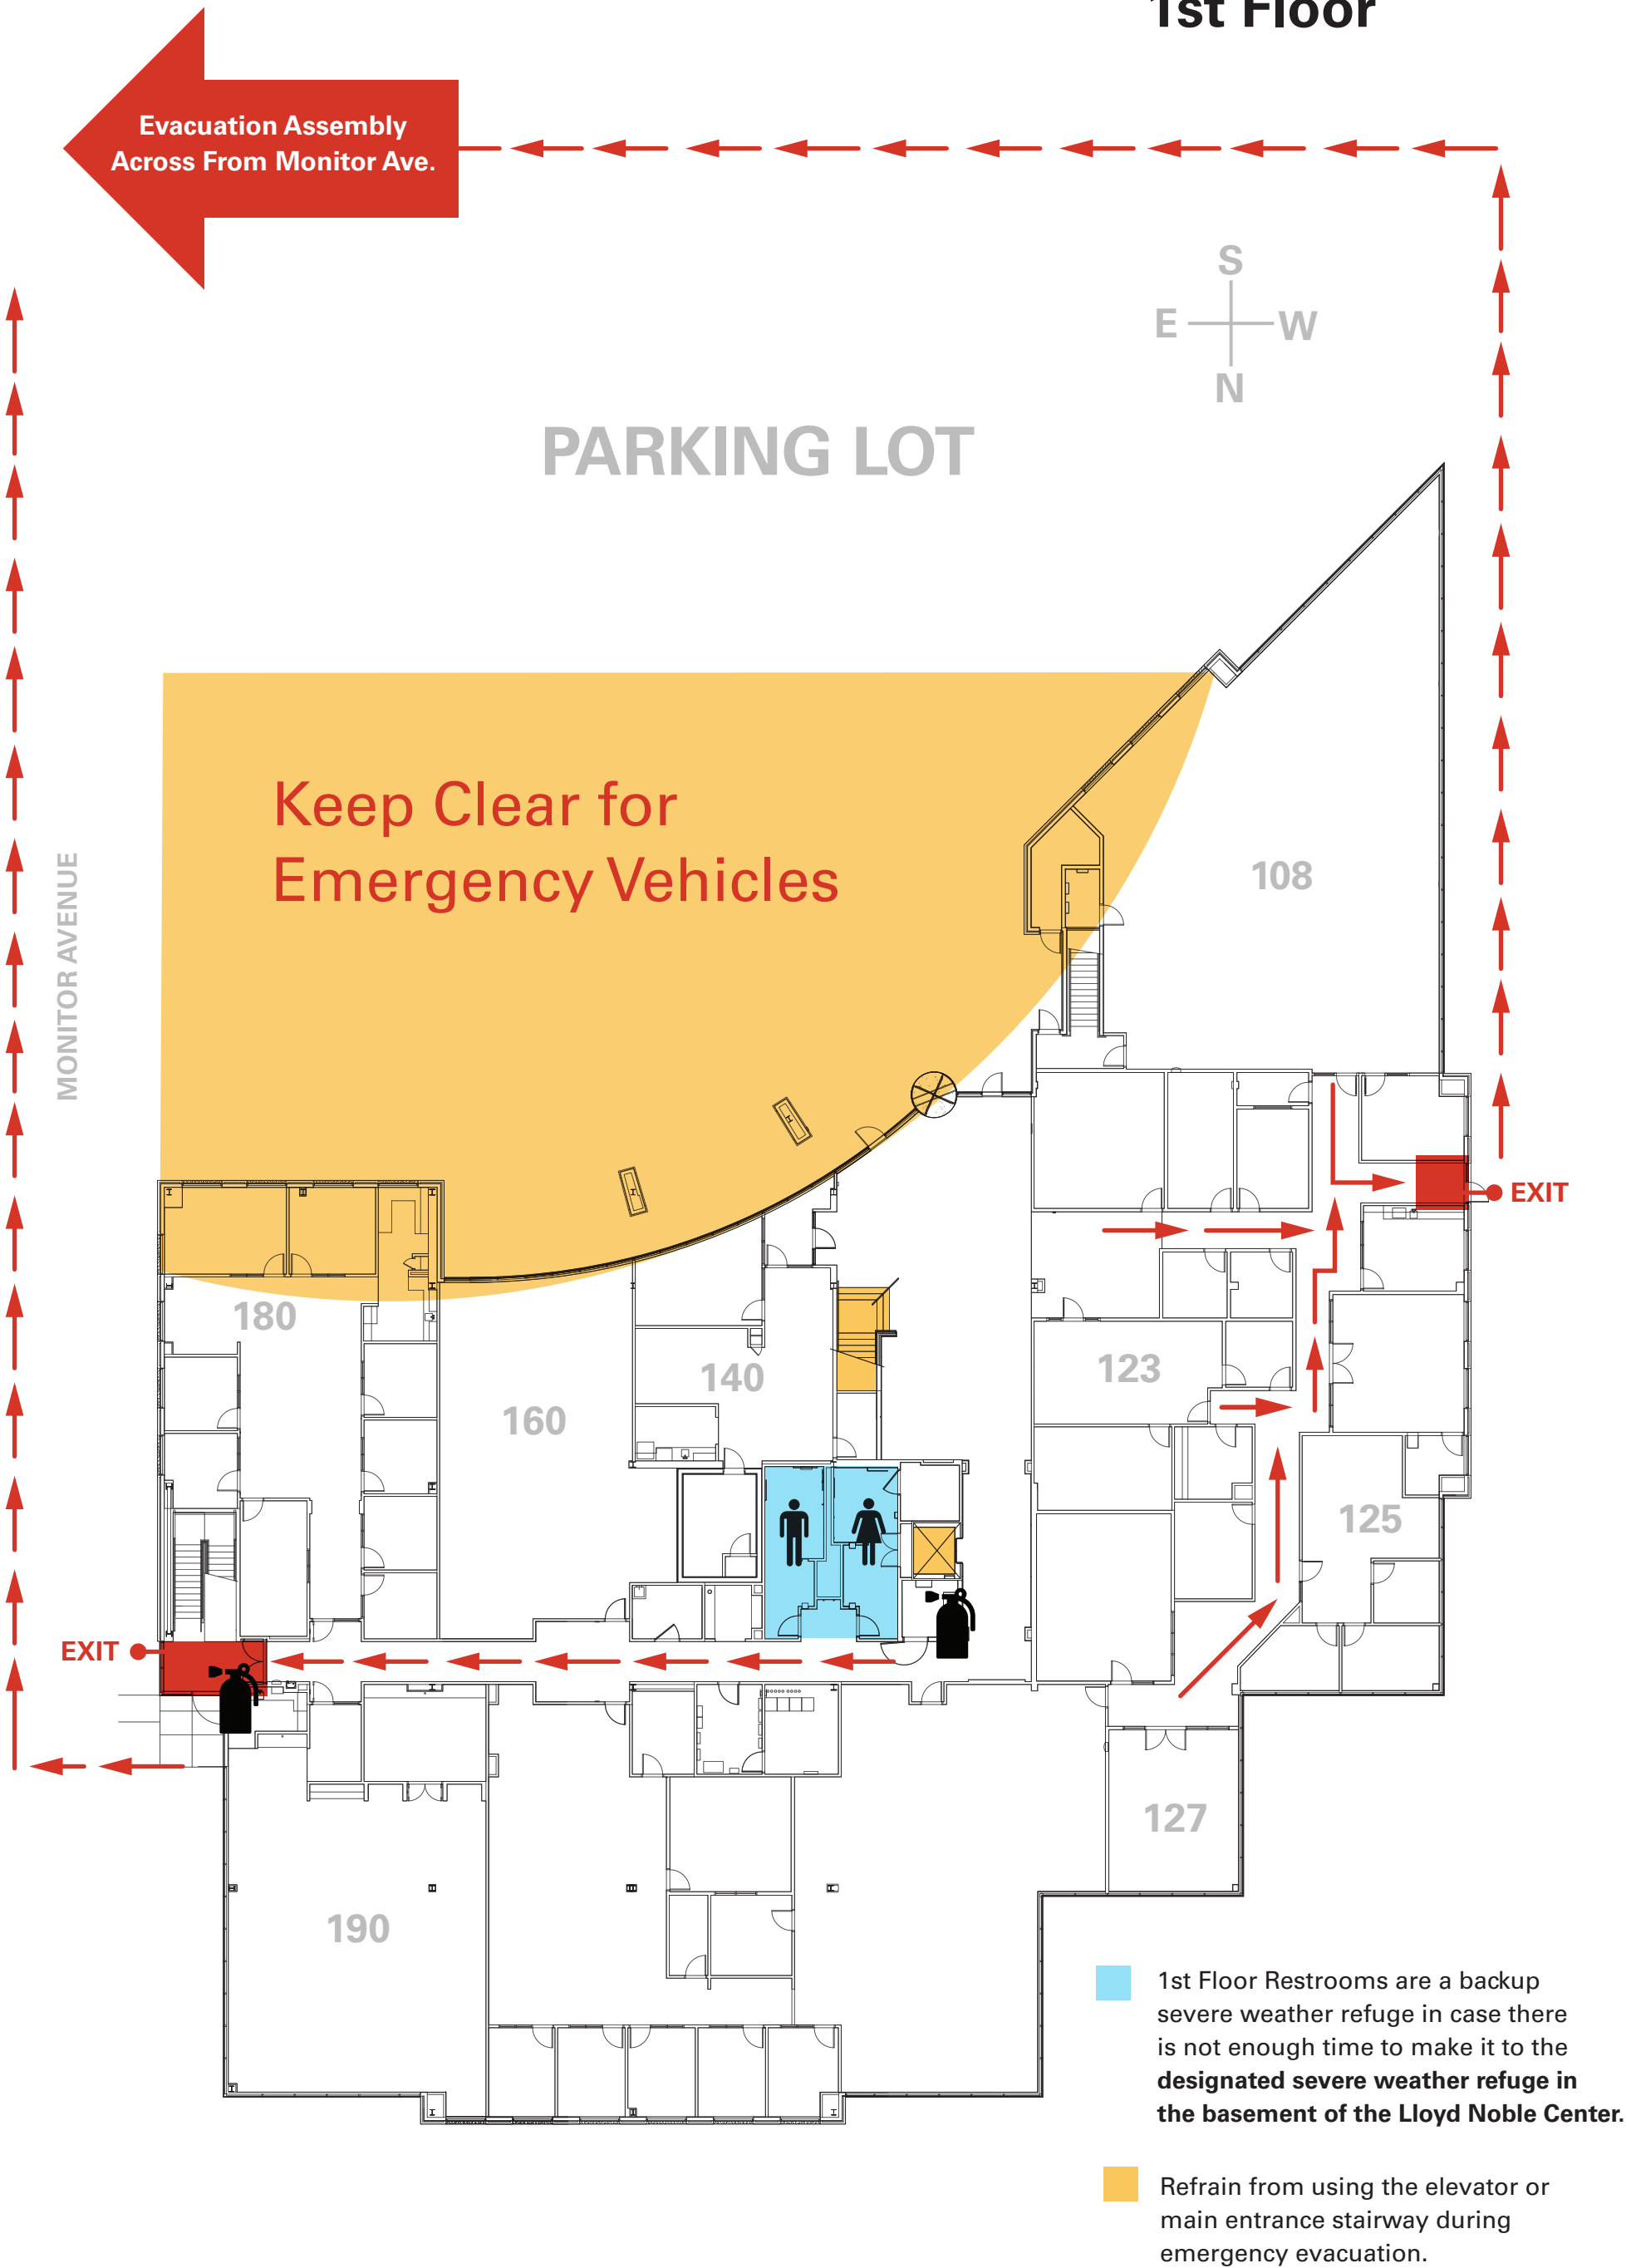 1st Floor
Evacuation Assembly
Across From Monitor Ave.
S
E W
N
PARKING LOT
Keep Clear for
Emergency Vehicles
MONITOR AVENUE
108
EXIT
180
140
123
160
125
EXIT
127
190
1st Floor Restrooms are a backup
severe weather refuge in case there
is not enough time to make it to the
designated severe weather refuge in
the basement of the Lloyd Noble Center.
Refrain from using the elevator or
main entrance stairway during
emergency evacuation.